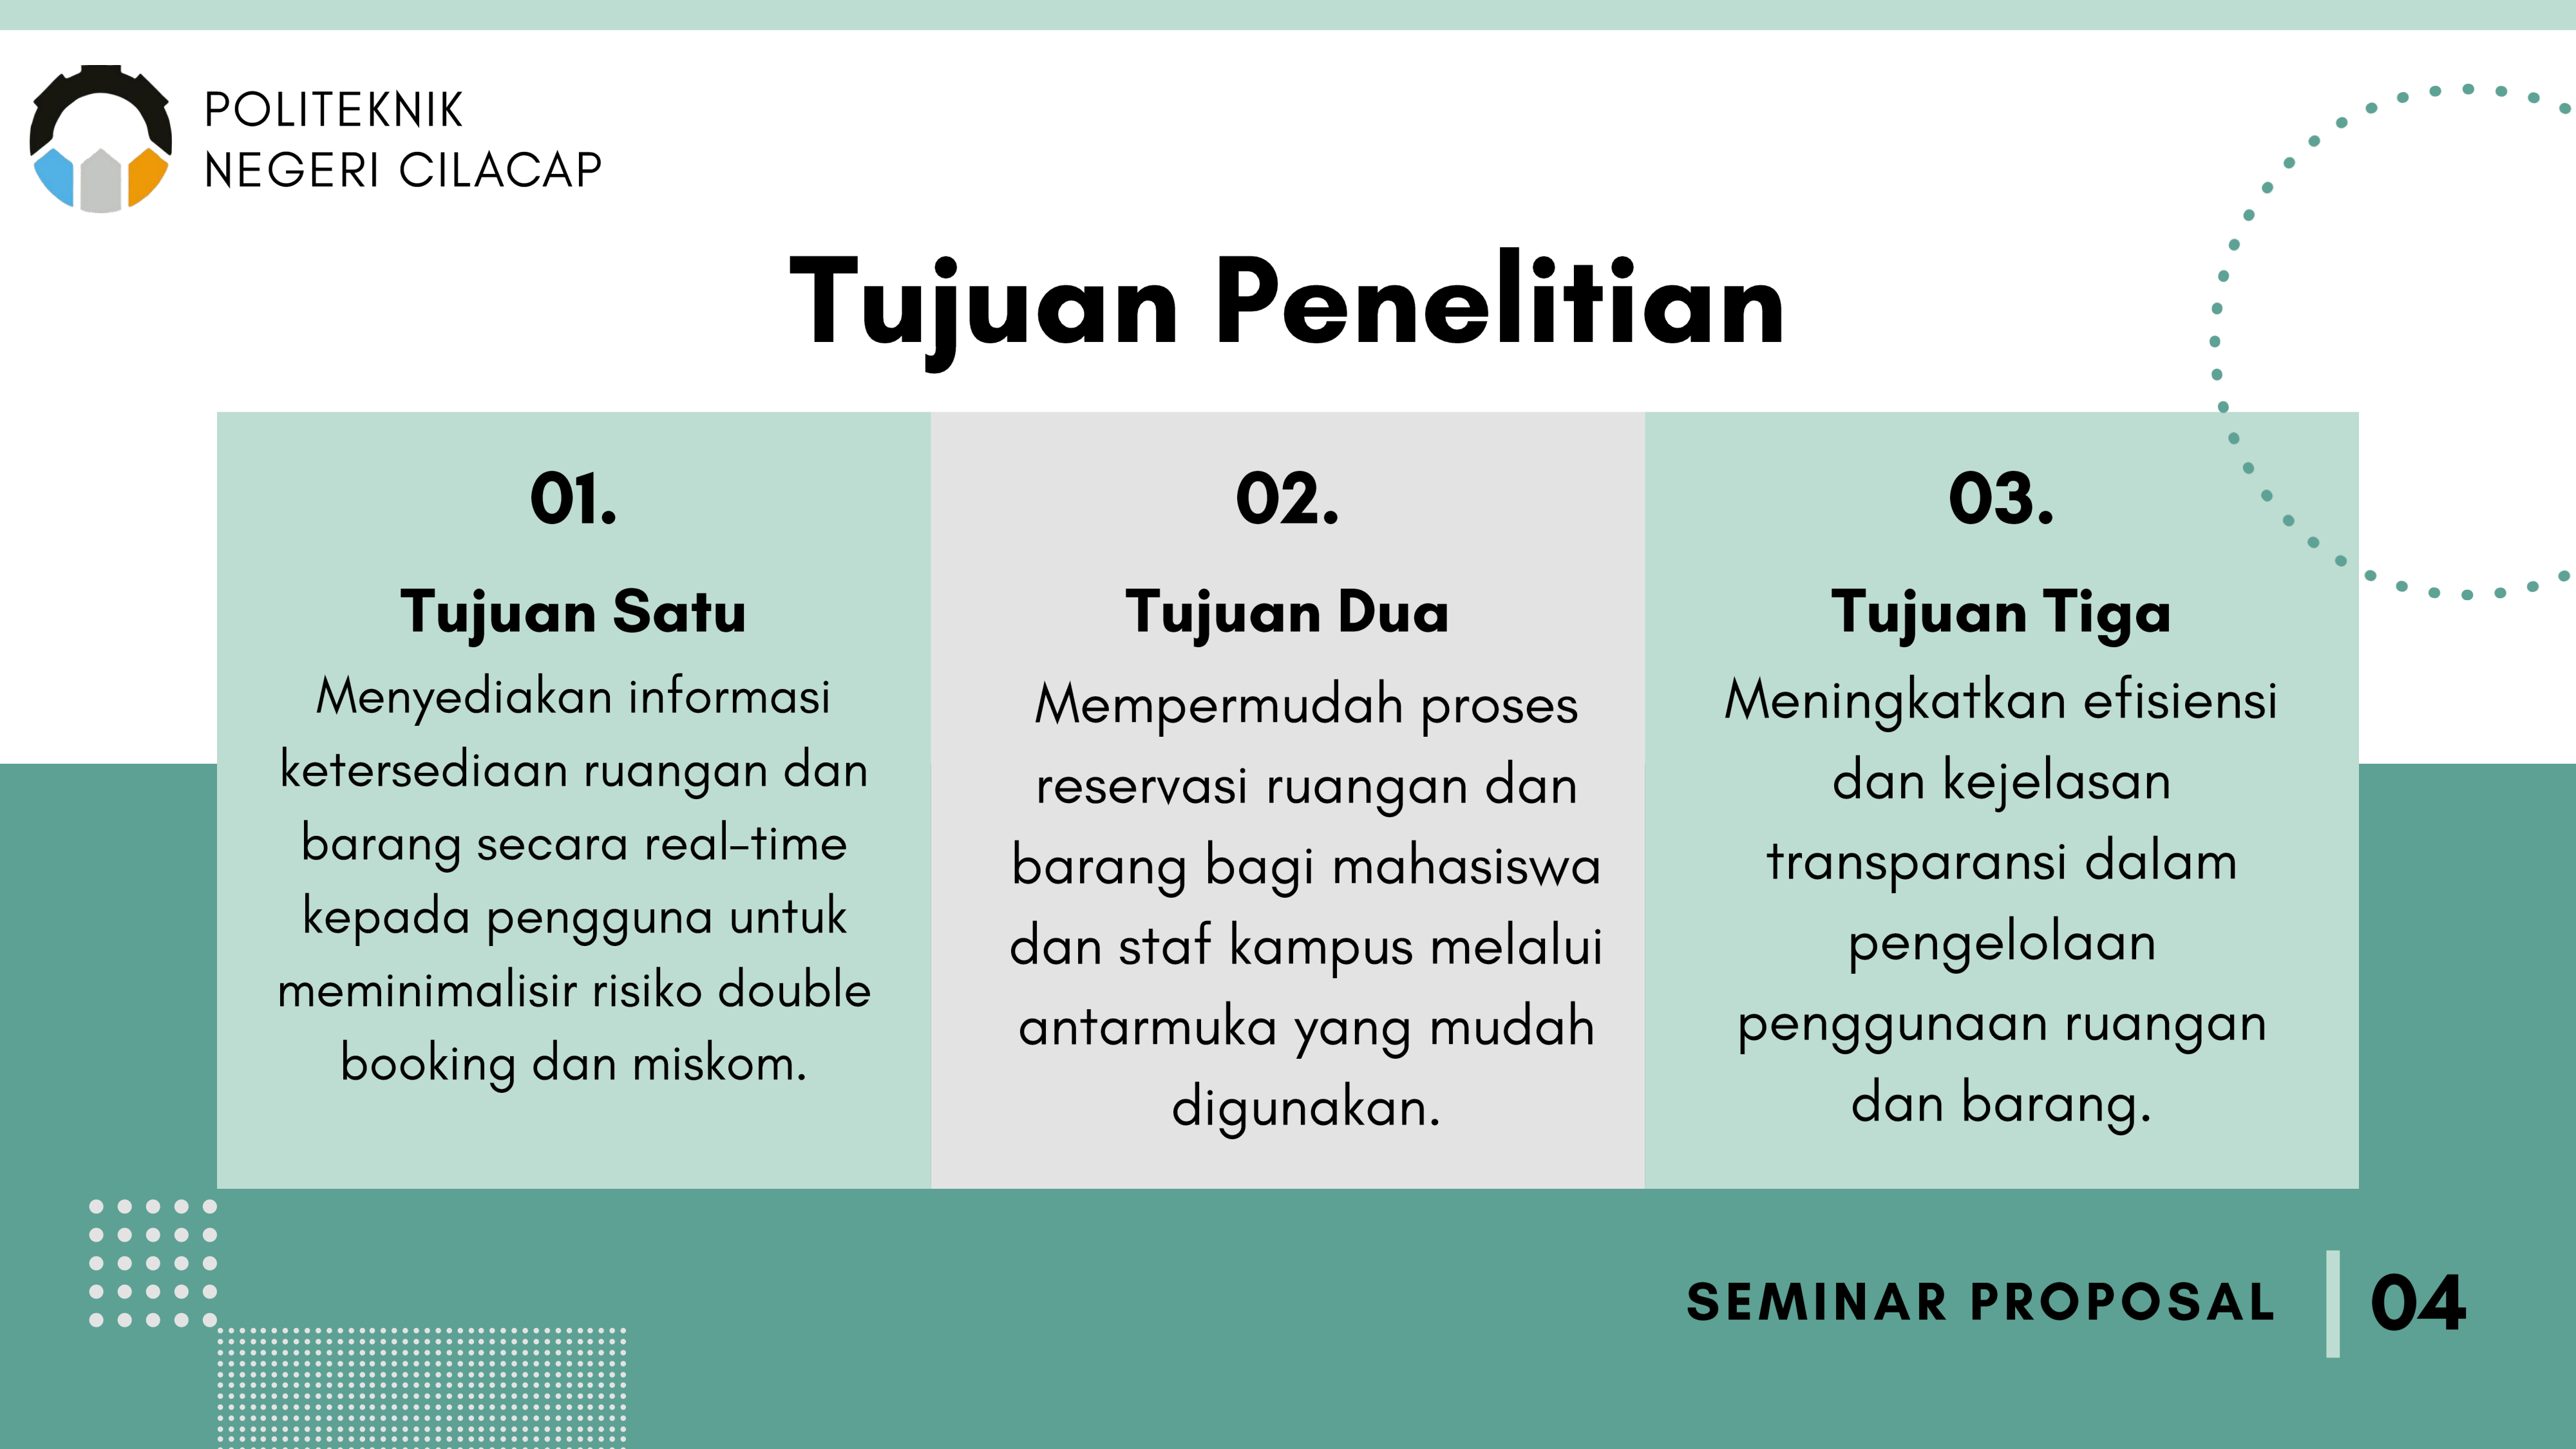 POLITEKNIK
NEGERI CILACAP
Tujuan Penelitian
01.
Tujuan Satu
Menyediakan informasi
ketersediaan ruangan dan
barang secara real-time
kepada pengguna untuk
meminimalisir risiko double
booking dan miskom.
02.
Tujuan Dua
Mempermudah proses
reservasi ruangan dan
barang bagi mahasiswa
dan staf kampus melalui
antarmuka yang mudah
digunakan.
03.
Tujuan Tiga
Meningkatkan efisiensi
dan kejelasan
transparansi dalam
pengelolaan
penggunaan ruangan
dan barang.
SEMINAR PROPOSAL
04